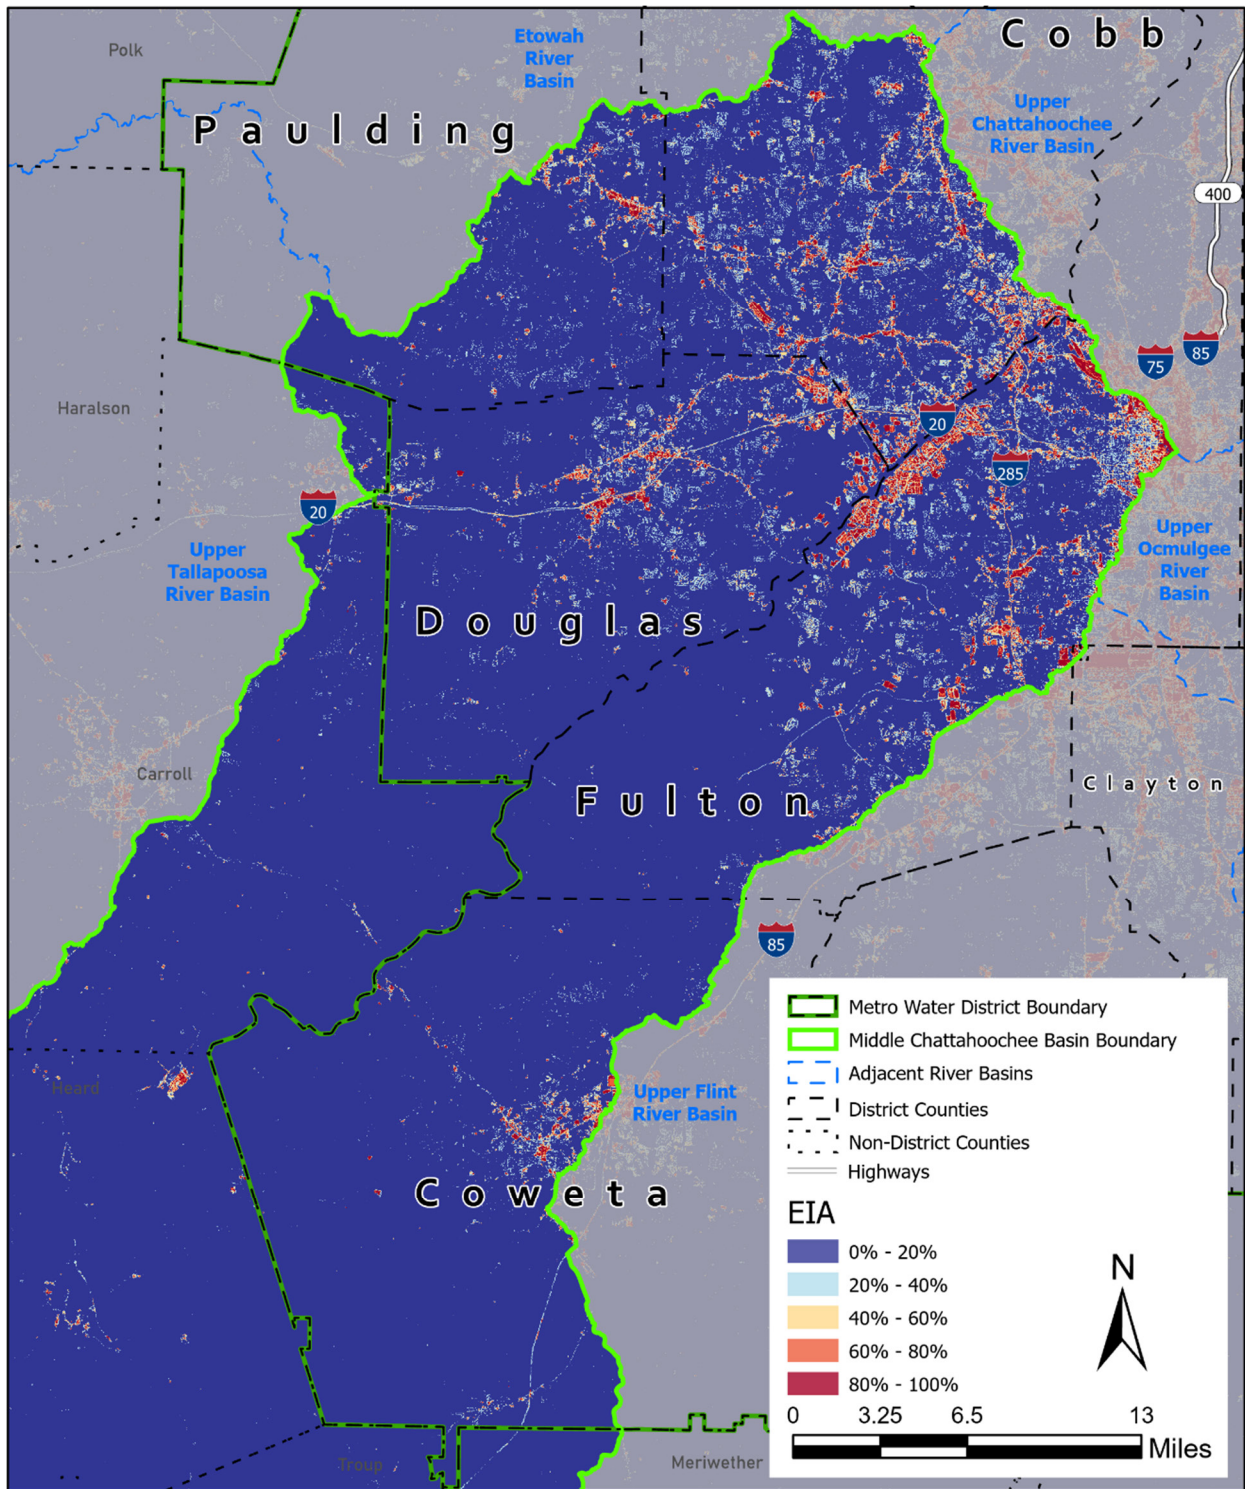 Polk
Etowah
River
Basin
Cobb
Paulding
Upper
Chattahoochee
River Basin
400
85
75
Haralson
20
285
20
Upper
Tallapoosa
River Basin
Upper
Ocmulgee
River
Basin
Douglas
Carroll
Clayton
Fulton
85
Heard
Upper Flint
River Basin
Coweta
Troup
Meriwether
Metro Water District Boundary
Middle Chattahoochee Basin Boundary
Adjacent River Basins
District Counties
Non-District Counties
Highways
EIA
0% - 20%
20% - 40%
40% - 60%
60% - 80%
80% - 100%
N
0 3.25 6.5 13
Miles